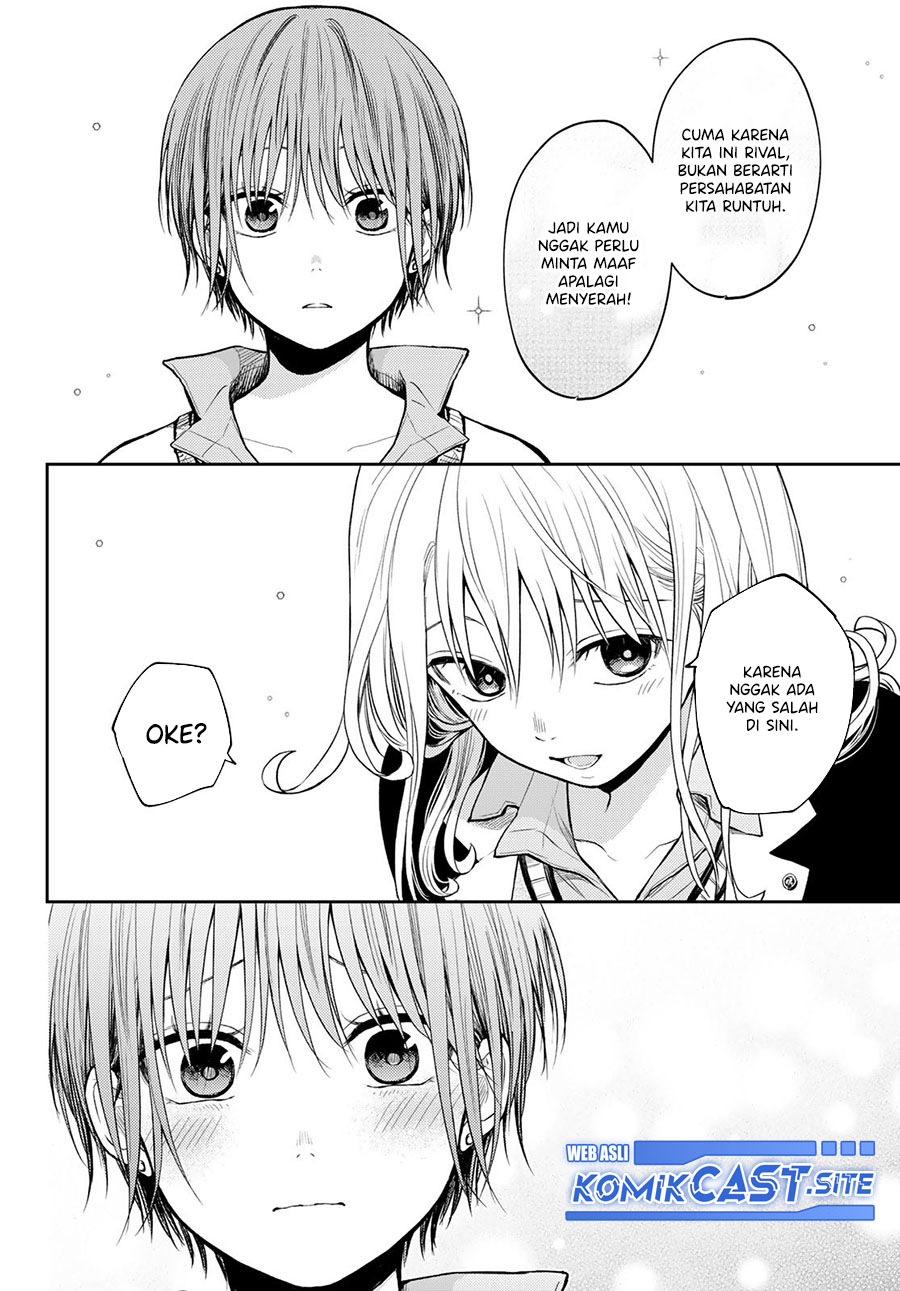 CUMA KARENA
KITA INI RIVAL,
BUKAN BERARTI
PERSAHABATAN
KITA RUNTUH.
JADI KAMU
NGGAK PERLU
MINTA MAAF
APALAGI
MENYERAH!
KARENA
NGGAK ADA
YANG SALAH
DI SINI.
OKE?
WEB ASLI
KOMIKCAST.SITE